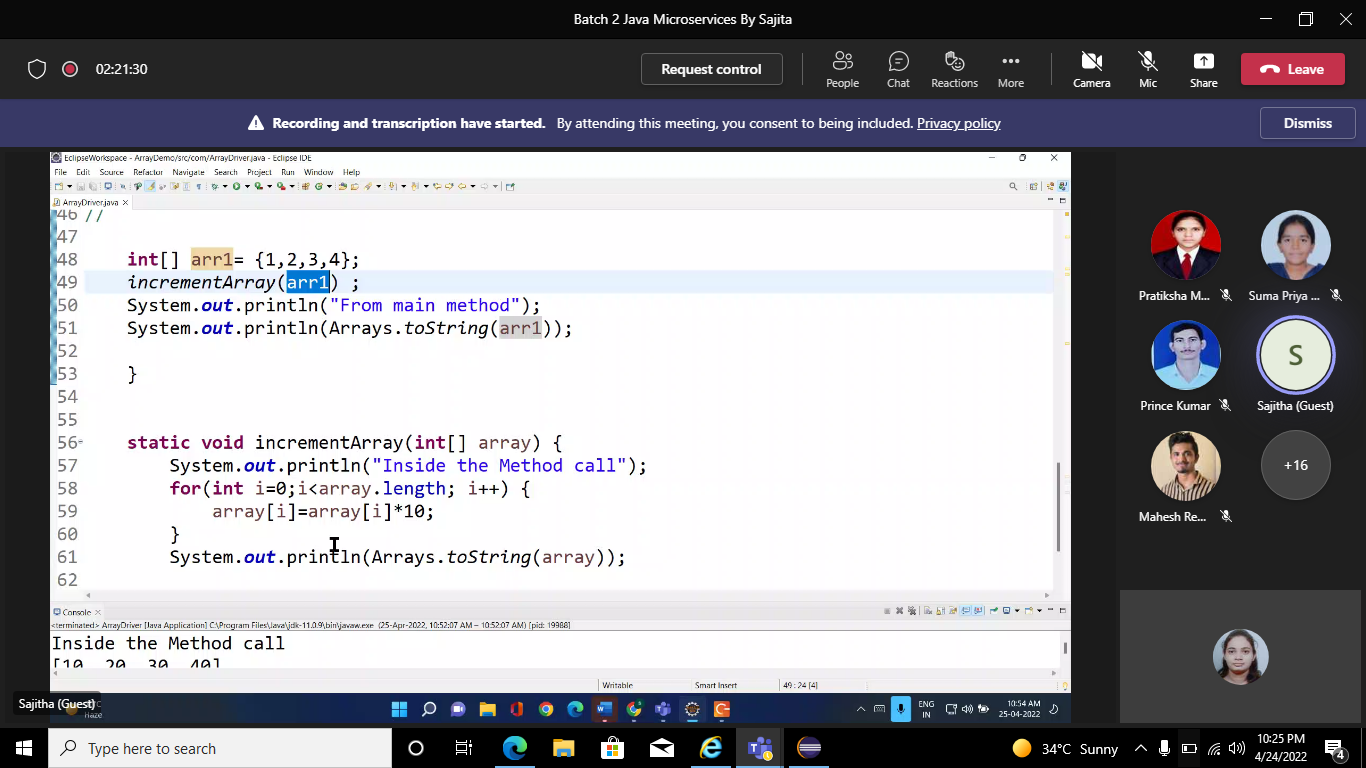 Batch 2 Java Microservices By Sajita
02:21:30
Request control
People
Chat
Reactions
More
Camera
Mic
Share
Leave
Recording and transcription have started. By attending this meeting, you consent to being included. Privacy policy
Dismiss
EclipseWorkspace - ArrayDemo/src/com/ArrayDriver.java - Eclipse IDE
File Edit Source Refactor Navigate Search Project Run Window Help
ArrayDriver.java
46 //
47
48 int[] arr1= {1,2,3,4};
49 incrementArray(arr1) ;
50 System.out.println("From main method");
51 System.out.println(Arrays.toString(arr1));
52
53 }
54
55
56 static void incrementArray(int[] array) {
57 System.out.println("Inside the Method call");
58 for(int i=0;i<array.length; i++) {
59 array[i]=array[i]*10;
60 }
61 System.out.println(Arrays.toString(array));
62
Console
<terminated> ArrayDriver [Java Application] C:\Program Files\Java\jdk-11.0.9\bin\javaw.exe (25-Apr-2022, 10:52:07 AM – 10:52:07 AM) [pid: 19988]
Inside the Method call
[10, 20, 30, 40]
Writable
Smart Insert
49 : 24 [4]
Sajitha (Guest)
Haze
ENG
IN
10:54 AM
25-04-2022
Pratiksha M...
Suma Priya ...
Prince Kumar
S
Sajitha (Guest)
Mahesh Re...
+16
Type here to search
34°C Sunny
10:25 PM
4/24/2022
4